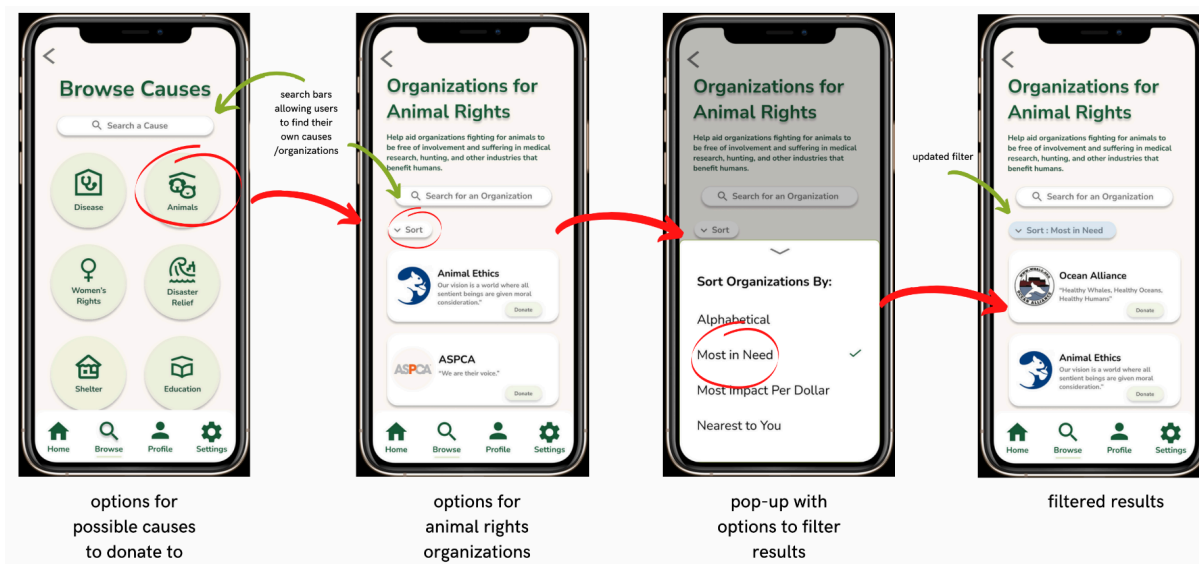 Browse Causes
Search a Cause
Disease
Animals
Women's
Rights
Disaster
Relief
Shelter
Education
Home
Browse
Profile
Settings
options for
possible causes
to donate to
search bars
allowing users
to find their
own causes
/organizations
Organizations for
Animal Rights
Help aid organizations fighting for animals to
be free of involvement and suffering in medical
research, hunting, and other industries that
benefit humans.
Search for an Organization
Sort
Animal Ethics
Our vision is a world where all
sentient beings are given moral
consideration."
Donate
ASPCA
ASPCA
"We are their voice."
Donate
Home
Browse
Profile
Settings
options for
animal rights
organizations
Organizations for
Animal Rights
Help aid organizations fighting for animals to
be free of involvement and suffering in medical
research, hunting, and other industries that
benefit humans.
Search for an Organization
Sort
Sort Organizations By:
Alphabetical
Most in Need
Most Impact Per Dollar
Nearest to You
pop-up with
options to filter
results
updated filter
Organizations for
Animal Rights
Help aid organizations fighting for animals to
be free of involvement and suffering in medical
research, hunting, and other industries that
benefit humans.
Search for an Organization
Sort : Most in Need
Ocean Alliance
"Healthy Whales, Healthy Oceans,
Healthy Humans"
Donate
Animal Ethics
Our vision is a world where all
sentient beings are given moral
consideration."
Donate
Home
Browse
Profile
Settings
filtered results